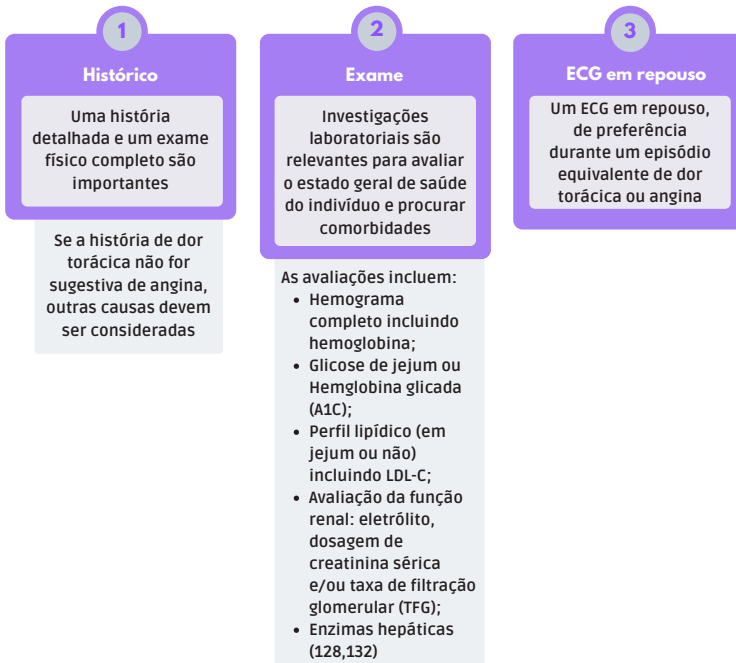 1
Histórico
Uma história
detalhada e um exame
físico completo são
importantes
Se a história de dor
torácica não for
sugestiva de angina,
outras causas devem
ser consideradas
2
Exame
Investigações
laboratoriais são
relevantes para avaliar
o estado geral de saúde
do indivíduo e procurar
comorbidades
As avaliações incluem:
• Hemograma
completo incluindo
hemoglobina;
• Glicose de jejum ou
Hemglobina glicada
(A1C);
• Perfil lipídico (em
jejum ou não)
incluindo LDL-C;
• Avaliação da função
renal: eletrólito,
dosagem de
creatinina sérica
e/ou taxa de filtração
glomerular (TFG);
• Enzimas hepáticas
(128,132)
3
ECG em repouso
Um ECG em repouso,
de preferência
durante um episódio
equivalente de dor
torácica ou angina